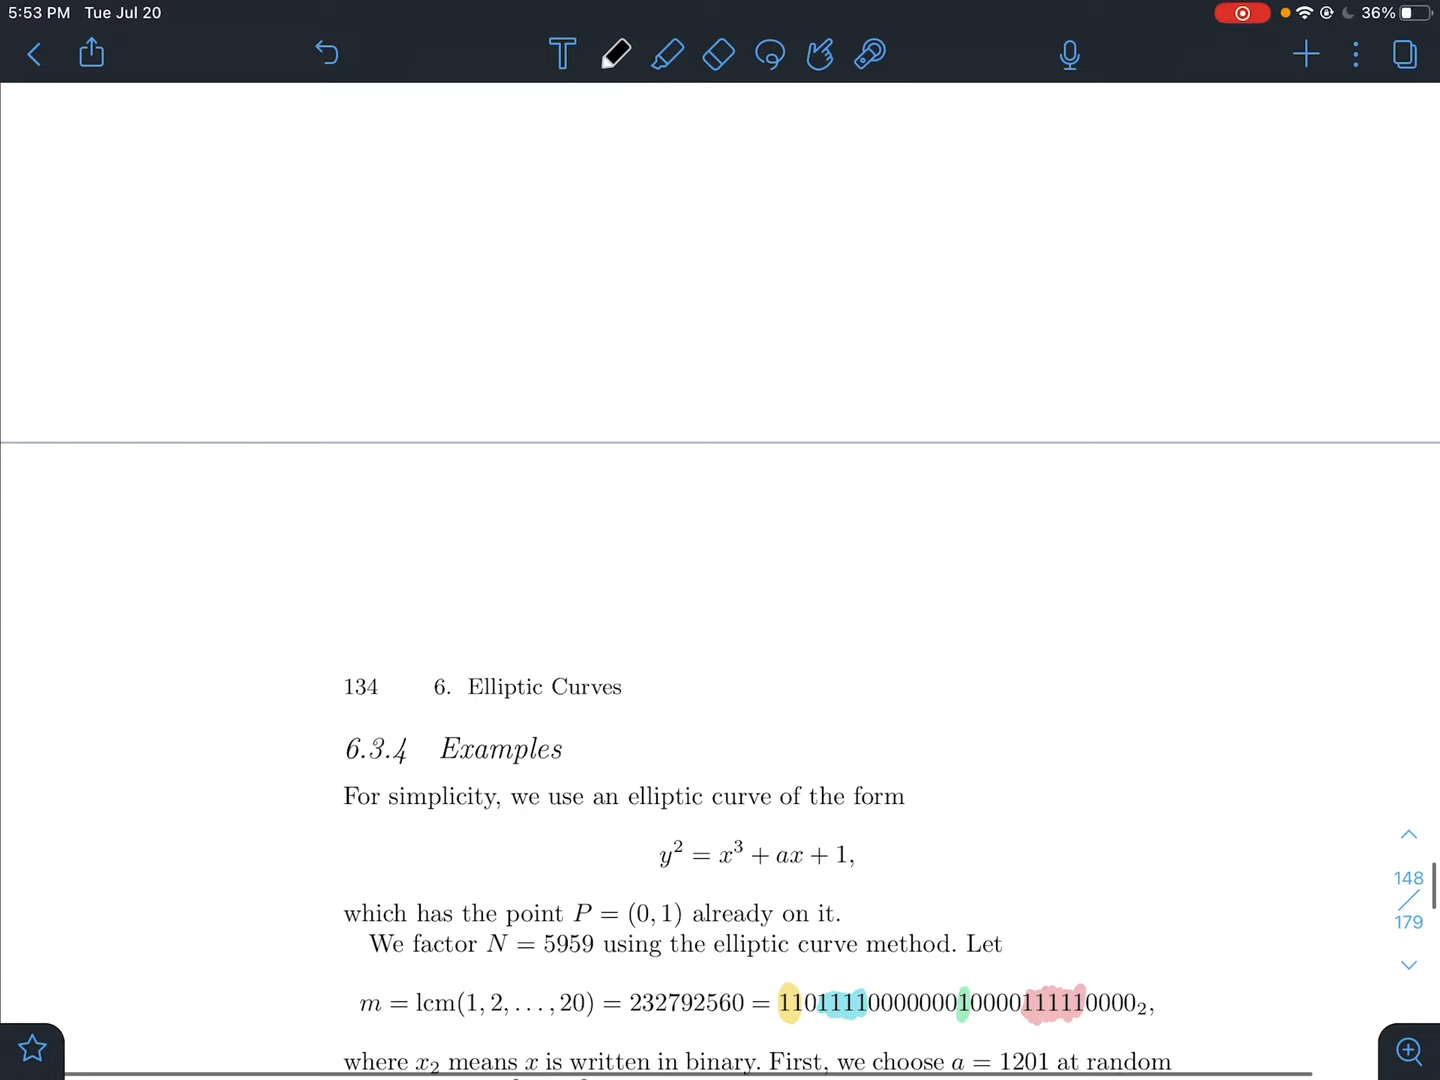 5:53 PM Tue Jul 20
36%
134 6. Elliptic Curves
6.3.4 Examples
For simplicity, we use an elliptic curve of the form
y² = x³ + ax + 1,
which has the point P = (0, 1) already on it.
We factor N = 5959 using the elliptic curve method. Let
m = lcm(1, 2, . . . , 20) = 232792560 = 1101111000000010000111110000₂,
where x₂ means x is written in binary. First, we choose a = 1201 at random
148
179